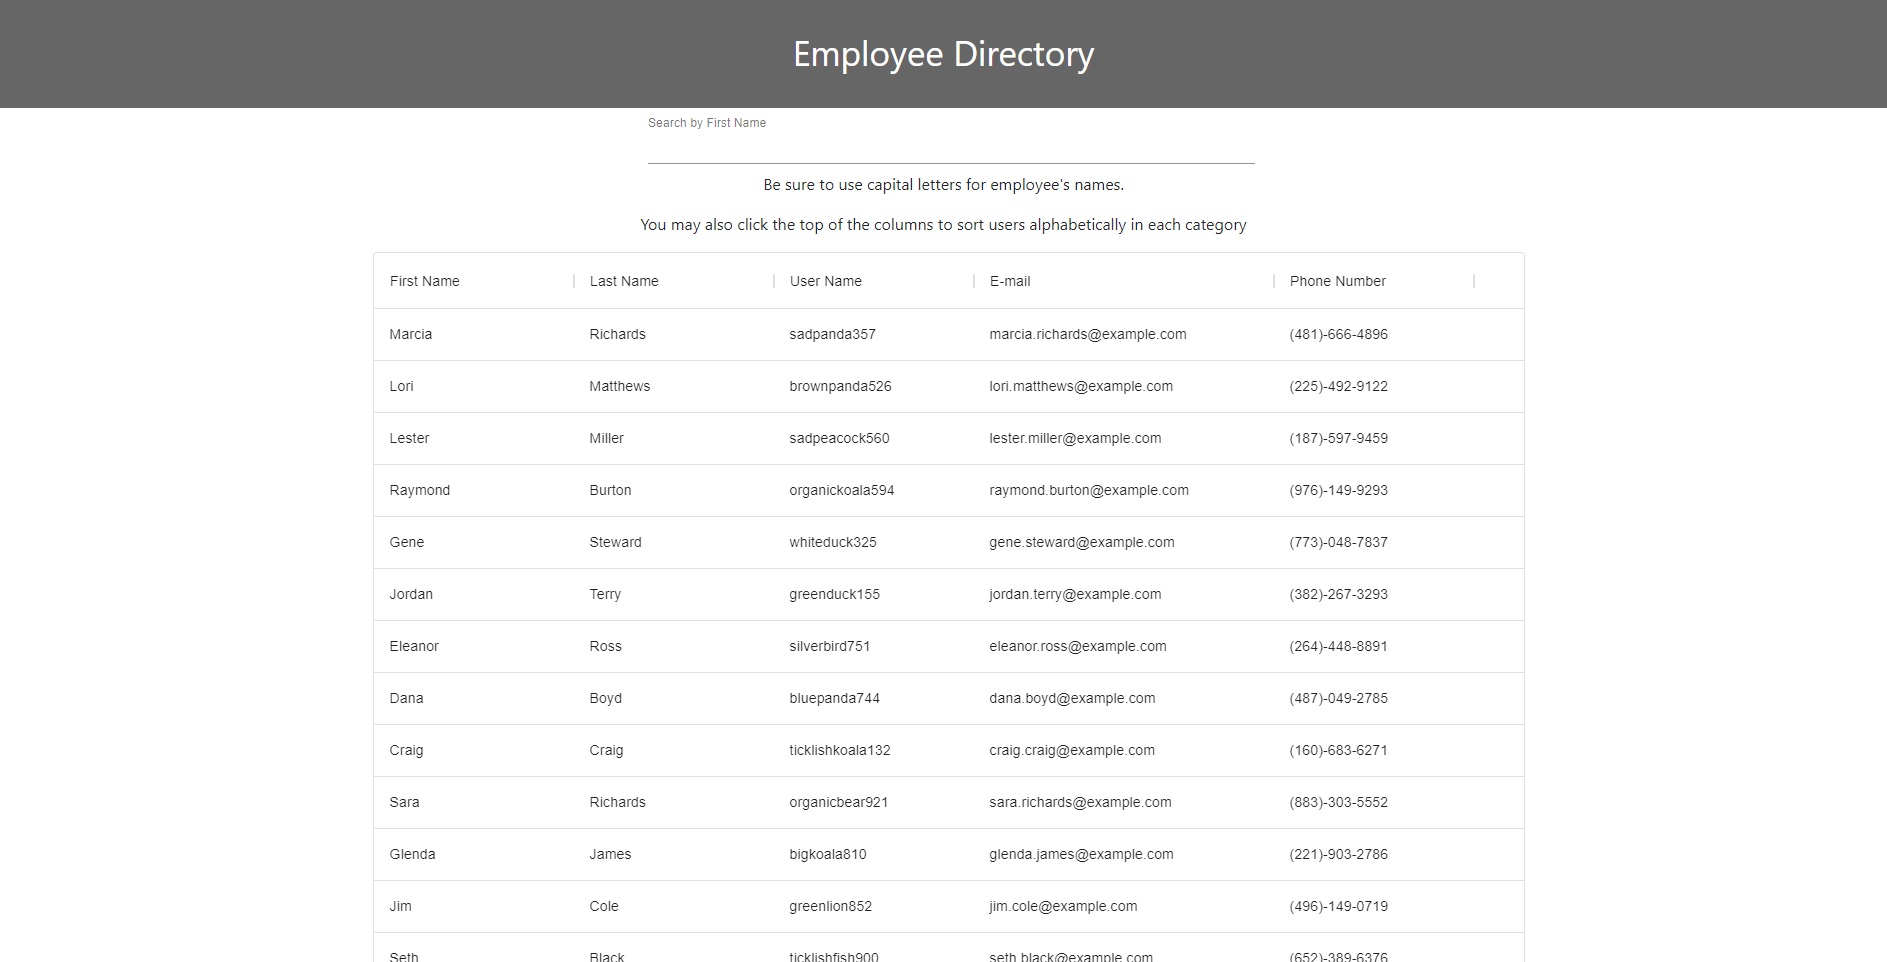 Employee Directory
Search by First Name
Be sure to use capital letters for employee's names.
You may also click the top of the columns to sort users alphabetically in each category
First Name Last Name User Name E-mail Phone Number
Marcia Richards sadpanda357 marcia.richards@example.com (481)-666-4896
Lori Matthews brownpanda526 lori.matthews@example.com (225)-492-9122
Lester Miller sadpeacock560 lester.miller@example.com (187)-597-9459
Raymond Burton organickoala594 raymond.burton@example.com (976)-149-9293
Gene Steward whiteduck325 gene.steward@example.com (773)-048-7837
Jordan Terry greenduck155 jordan.terry@example.com (382)-267-3293
Eleanor Ross silverbird751 eleanor.ross@example.com (264)-448-8891
Dana Boyd bluepanda744 dana.boyd@example.com (487)-049-2785
Craig Craig ticklishkoala132 craig.craig@example.com (160)-683-6271
Sara Richards organicbear921 sara.richards@example.com (883)-303-5552
Glenda James bigkoala810 glenda.james@example.com (221)-903-2786
Jim Cole greenlion852 jim.cole@example.com (496)-149-0719
Seth Black ticklishfish900 seth.black@example.com (652)-389-6376